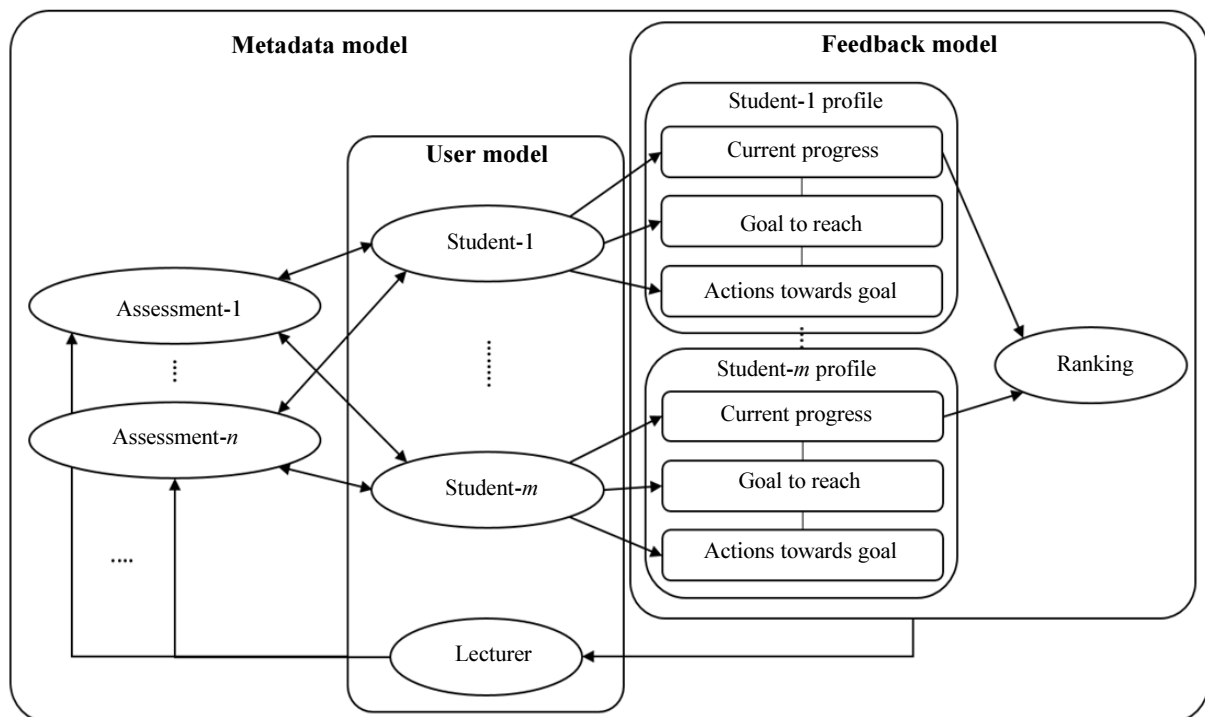 Metadata model
Feedback model
User model
Student-1 profile
Current progress
Goal to reach
Actions towards goal
Student-1
Assessment-1
Assessment-n
Student-m
Student-m profile
Current progress
Goal to reach
Actions towards goal
Ranking
Lecturer